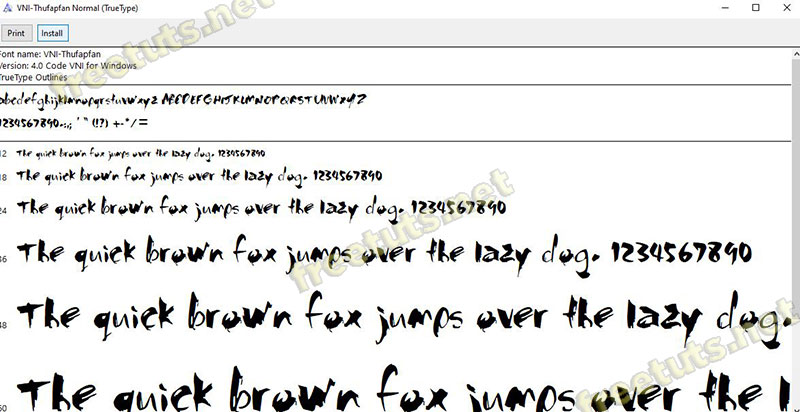 VNI-Thufapfan Normal (TrueType)
Print Install
Font name: VNI-Thufapfan
Version: 4.0 Code VNI for Windows
TrueType Outlines
abcdefghijklmnopqrstuvwxyz ABCDEFGHIJKLMNOPQRSTUVWXYZ
1234567890.:,; ' " (!?) +-*/=
12 The quick brown fox jumps over the lazy dog. 1234567890
18 The quick brown fox jumps over the lazy dog. 1234567890
24 The quick brown fox jumps over the lazy dog. 1234567890
36 The quick brown fox jumps over the lazy dog. 1234567890
48 The quick brown fox jumps over the lazy dog.
60 The quick brown fox jumps over the l
freetuts.net
freetuts.net
freetuts.net
freetuts.net